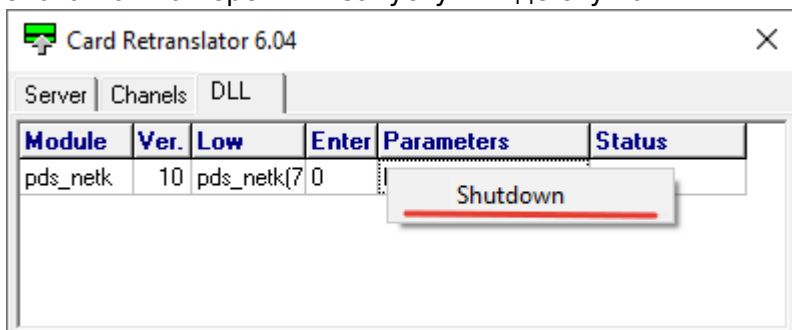 Card Retranslator 6.04
Server Chanels DLL
Module Ver. Low Enter Parameters Status
pds_netk 10 pds_netk(7 0
Shutdown